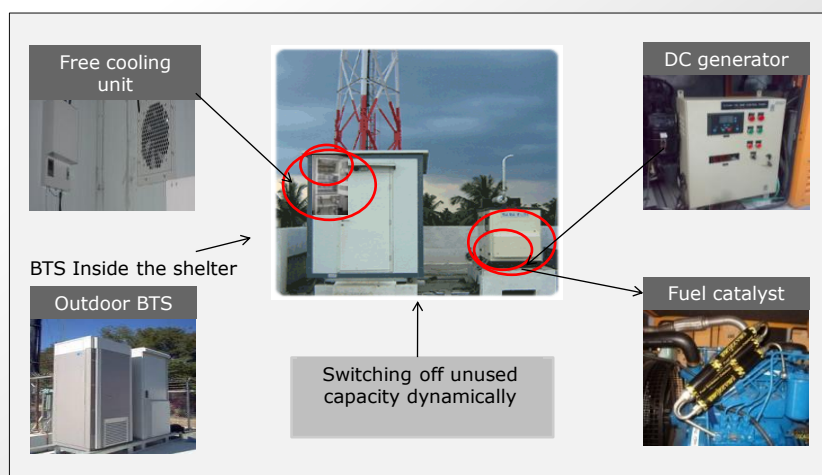 Free cooling
unit
DC generator
BTS Inside the shelter
Outdoor BTS
Fuel catalyst
Switching off unused
capacity dynamically